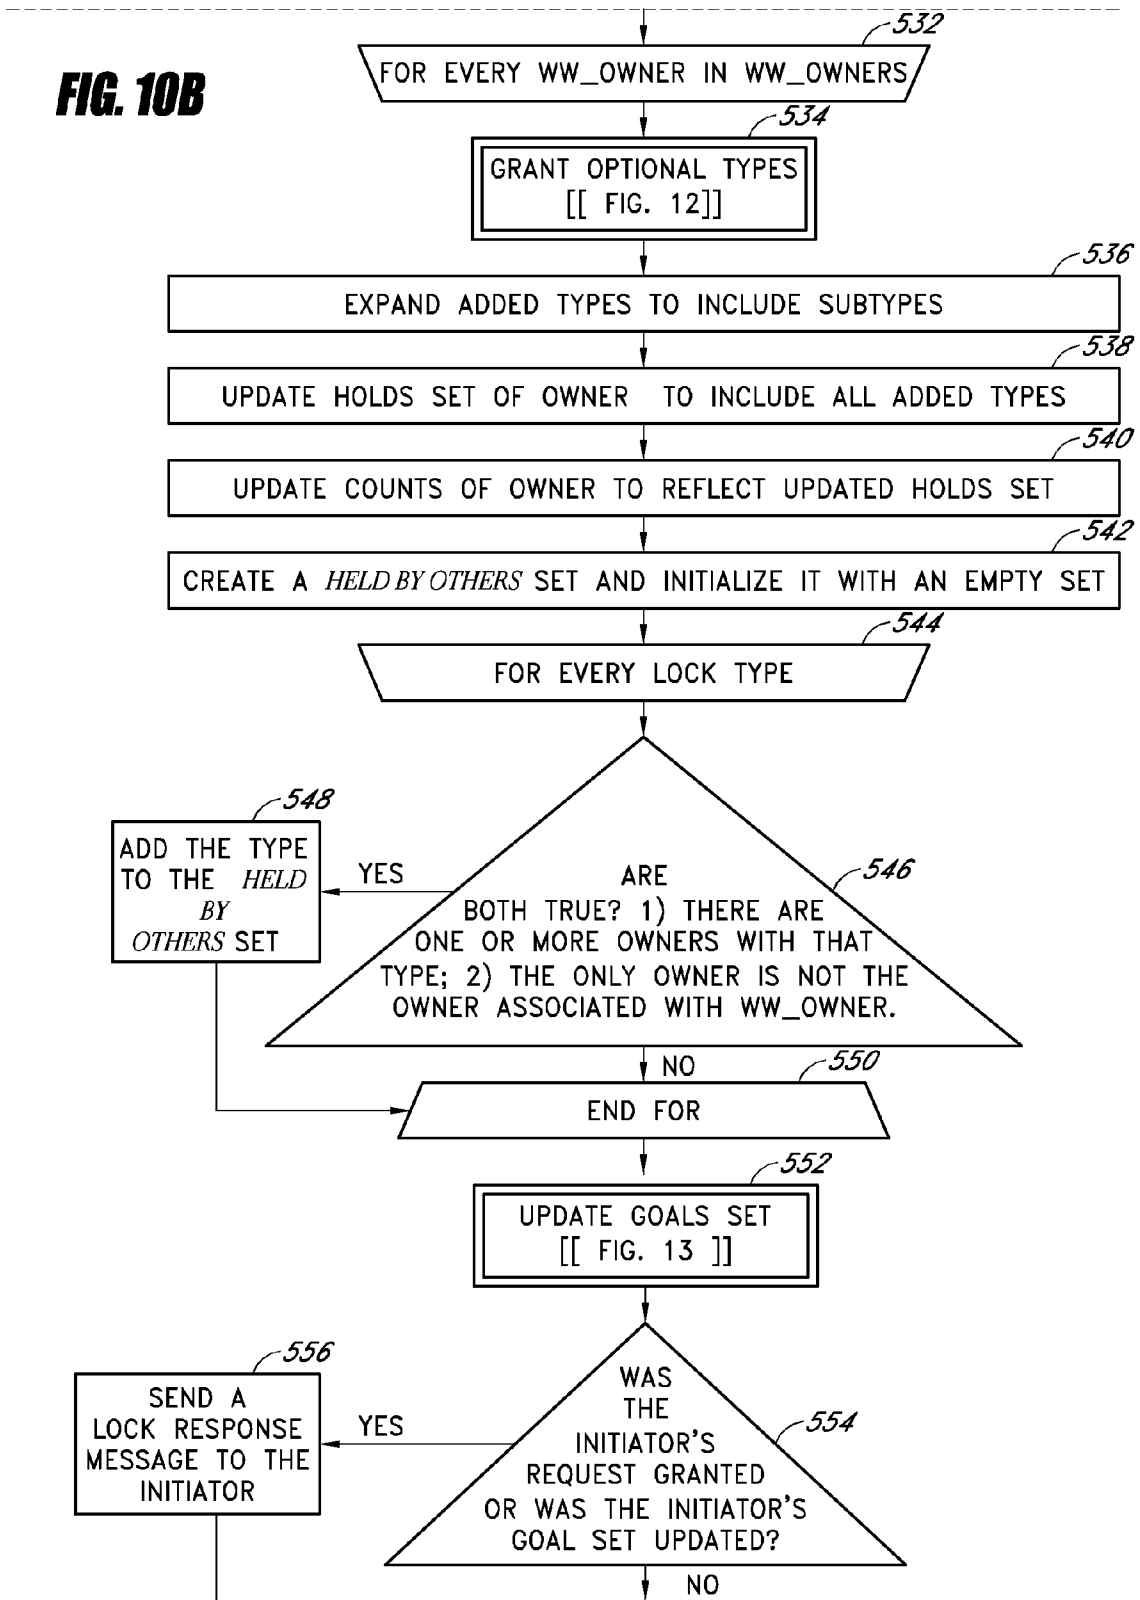 532
FIG. 10B
FOR EVERY WW_OWNER IN WW_OWNERS
534
GRANT OPTIONAL TYPES
[[ FIG. 12]]
536
EXPAND ADDED TYPES TO INCLUDE SUBTYPES
538
UPDATE HOLDS SET OF OWNER TO INCLUDE ALL ADDED TYPES
540
UPDATE COUNTS OF OWNER TO REFLECT UPDATED HOLDS SET
542
CREATE A HELD BY OTHERS SET AND INITIALIZE IT WITH AN EMPTY SET
544
FOR EVERY LOCK TYPE
548
ADD THE TYPE
TO THE HELD
BY
OTHERS SET
YES
546
ARE
BOTH TRUE? 1) THERE ARE
ONE OR MORE OWNERS WITH THAT
TYPE; 2) THE ONLY OWNER IS NOT THE
OWNER ASSOCIATED WITH WW_OWNER.
NO
550
END FOR
552
UPDATE GOALS SET
[[ FIG. 13 ]]
556
SEND A
LOCK RESPONSE
MESSAGE TO THE
INITIATOR
YES
554
WAS
THE
INITIATOR'S
REQUEST GRANTED
OR WAS THE INITIATOR'S
GOAL SET UPDATED?
NO